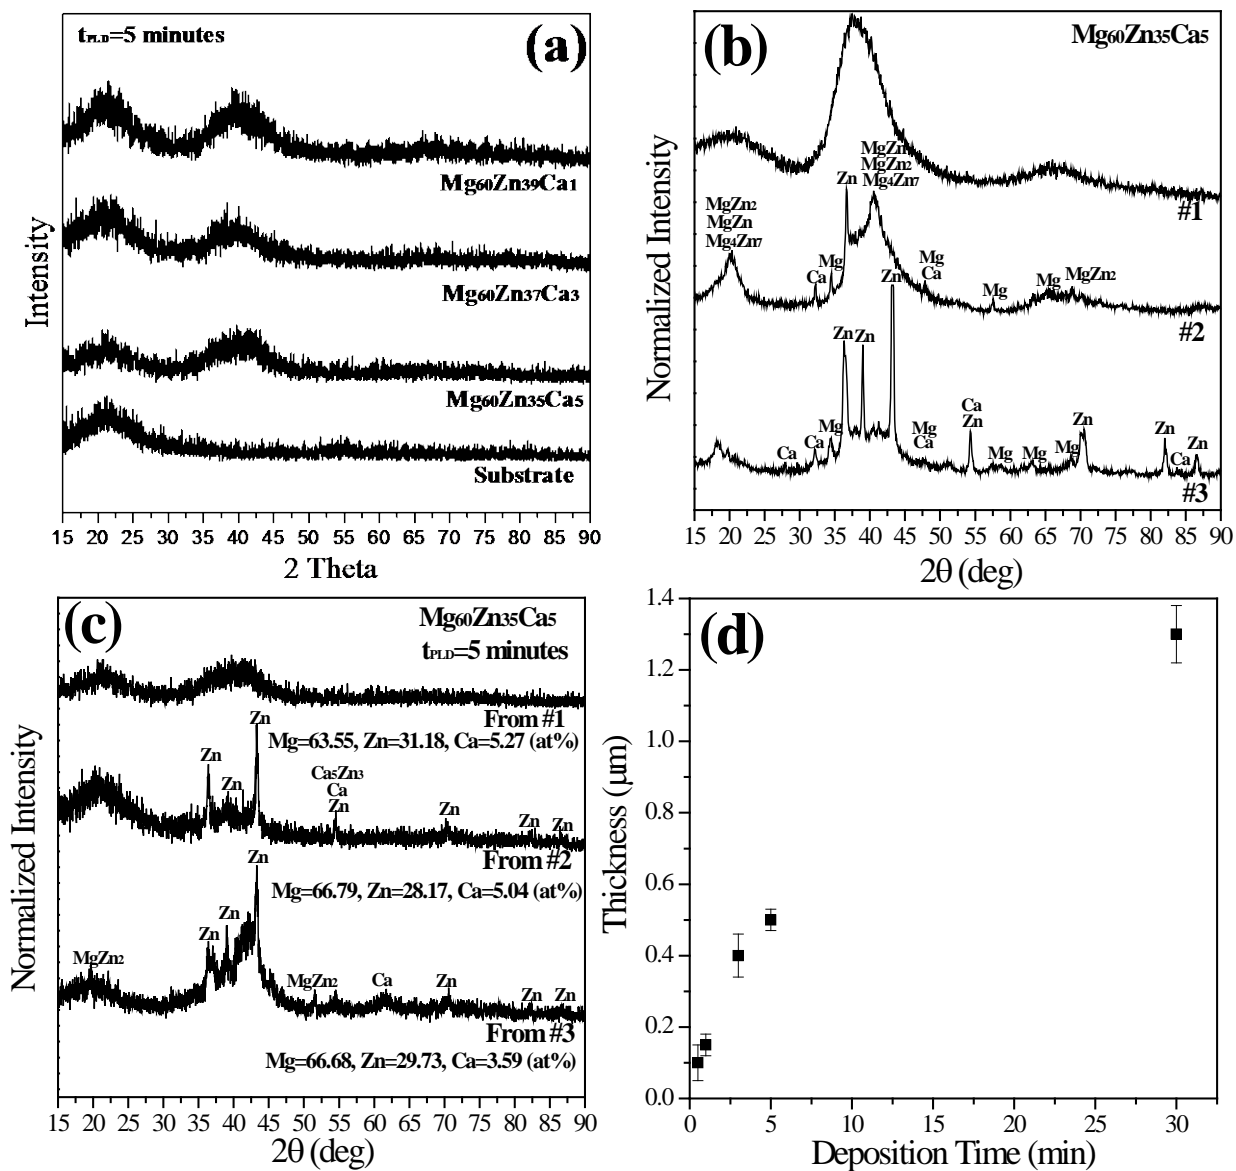 tPLD=5 minutes
(a)
Mg60Zn39Ca1
Mg60Zn37Ca3
Mg60Zn35Ca5
Substrate
Intensity
15 20 25 30 35 40 45 50 55 60 65 70 75 80 85 90
2 Theta
(b)
Mg60Zn35Ca5
#1
MgZn
MgZn2
Mg4Zn7
Zn
MgZn2
MgZn
Mg4Zn7
Ca
Mg
Mg
Ca
Mg
Mg
MgZn2
#2
Zn
Zn
Zn
Ca
Ca
Mg
Mg
Ca
Ca
Zn
Mg
Mg
Mg
Zn
Zn
Ca
Zn
#3
Normalized Intensity
15 20 25 30 35 40 45 50 55 60 65 70 75 80 85 90
2θ (deg)
(c)
Mg60Zn35Ca5
tPLD=5 minutes
From #1
Mg=63.55, Zn=31.18, Ca=5.27 (at%)
Zn
Zn
Zn
Ca5Zn3
Ca
Zn
Zn
Zn
Zn
From #2
Mg=66.79, Zn=28.17, Ca=5.04 (at%)
Zn
Zn
Zn
MgZn2
MgZn2
Ca
Zn
Zn
Zn
From #3
Mg=66.68, Zn=29.73, Ca=3.59 (at%)
Normalized Intensity
15 20 25 30 35 40 45 50 55 60 65 70 75 80 85 90
2θ (deg)
(d)
1.4
1.2
1.0
0.8
0.6
0.4
0.2
0.0
Thickness (μm)
0 5 10 15 20 25 30
Deposition Time (min)